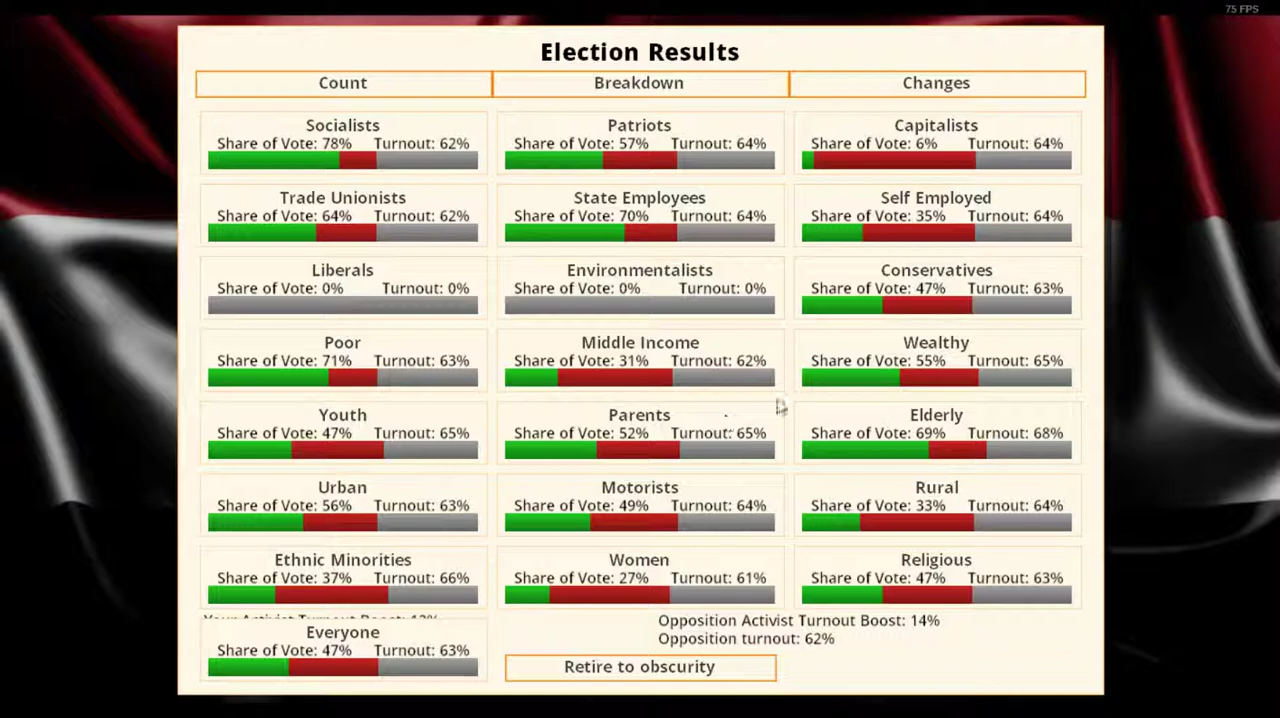 75 FPS
Election Results
Count Breakdown Changes
Socialists
Share of Vote: 78% Turnout: 62%
Patriots
Share of Vote: 57% Turnout: 64%
Capitalists
Share of Vote: 6% Turnout: 64%
Trade Unionists
Share of Vote: 64% Turnout: 62%
State Employees
Share of Vote: 70% Turnout: 64%
Self Employed
Share of Vote: 35% Turnout: 64%
Liberals
Share of Vote: 0% Turnout: 0%
Environmentalists
Share of Vote: 0% Turnout: 0%
Conservatives
Share of Vote: 47% Turnout: 63%
Poor
Share of Vote: 71% Turnout: 63%
Middle Income
Share of Vote: 31% Turnout: 62%
Wealthy
Share of Vote: 55% Turnout: 65%
Youth
Share of Vote: 47% Turnout: 65%
Parents
Share of Vote: 52% Turnout: 65%
Elderly
Share of Vote: 69% Turnout: 68%
Urban
Share of Vote: 56% Turnout: 63%
Motorists
Share of Vote: 49% Turnout: 64%
Rural
Share of Vote: 33% Turnout: 64%
Ethnic Minorities
Share of Vote: 37% Turnout: 66%
Women
Share of Vote: 27% Turnout: 61%
Religious
Share of Vote: 47% Turnout: 63%
Your Activist Turnout Boost:
Opposition Activist Turnout Boost: 14%
Opposition turnout: 62%
Everyone
Share of Vote: 47% Turnout: 63%
Retire to obscurity